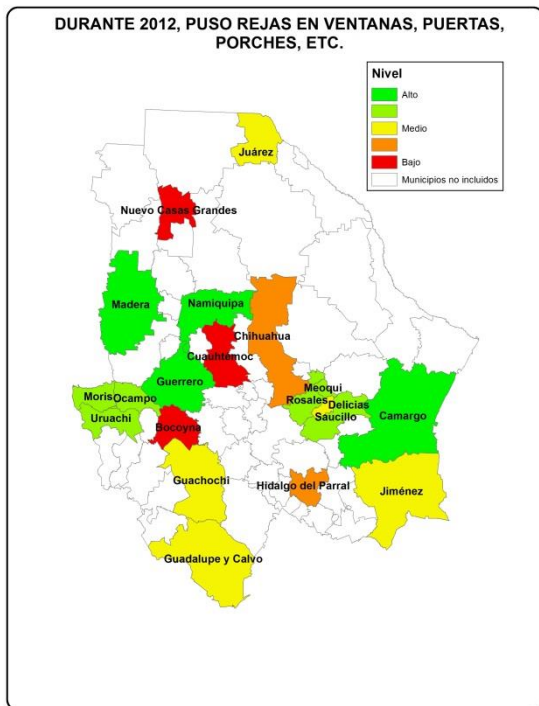 DURANTE 2012, PUSO REJAS EN VENTANAS, PUERTAS,
PORCHES, ETC.
Nivel
Alto
Medio
Bajo
Municipios no incluidos
Juárez
Nuevo Casas Grandes
Madera
Namiquipa
Chihuahua
Cuauhtemoc
Guerrero
Meoqui
Moris
Ocampo
Rosales
Delicias
Uruachi
Saucillo
Camargo
Bocoyna
Guachochi
Hidalgo del Parral
Jiménez
Guadalupe y Calvo